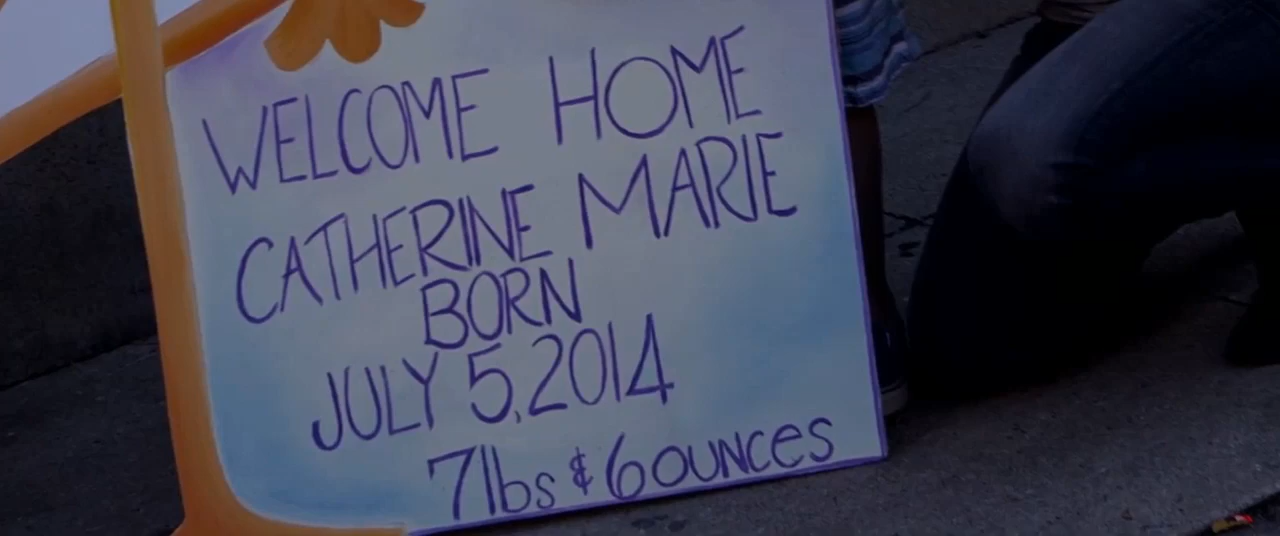 WELCOME HOME
CATHERINE MARIE
BORN
JULY 5, 2014
7lbs & 6 OUNCES